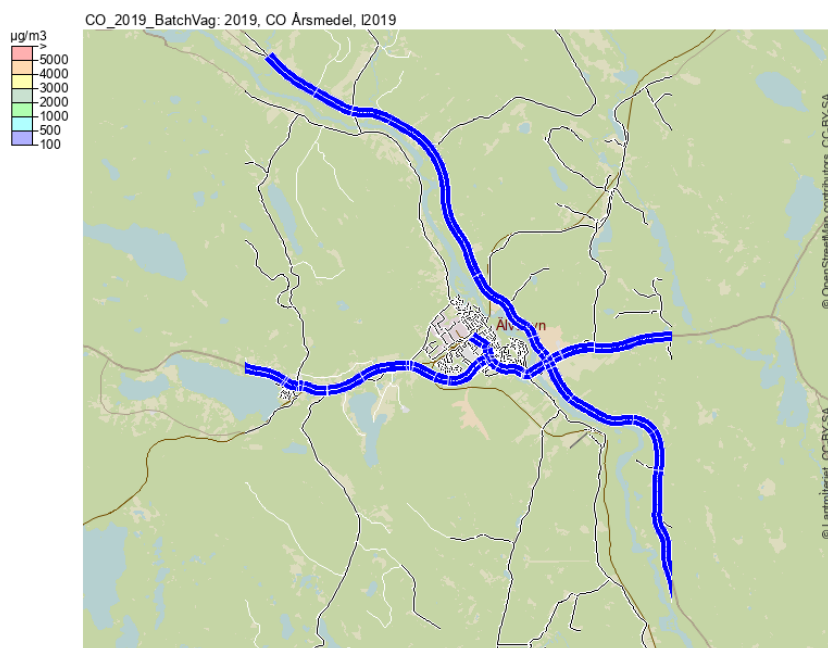 CO_2019_BatchVag: 2019, CO Årsmedel, I2019
µg/m3
>
5000
4000
3000
2000
1000
500
100
© OpenStreetMap contributors, CC-BY-SA
© Lantmäteriet, CC-BY-SA